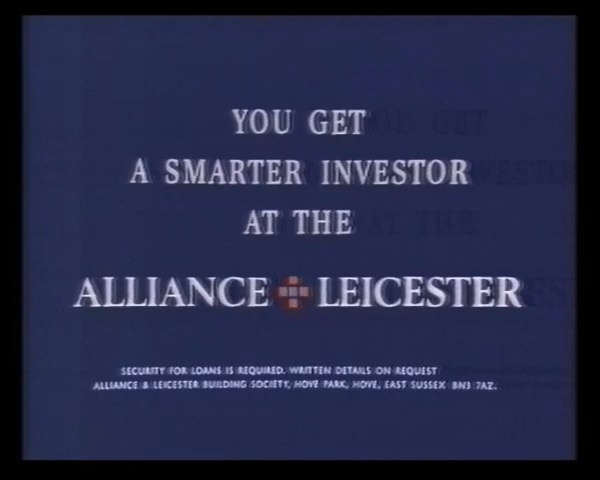 YOU GET
A SMARTER INVESTOR
AT THE
ALLIANCE LEICESTER
SECURITY FOR LOANS IS REQUIRED. WRITTEN DETAILS ON REQUEST
ALLIANCE & LEICESTER BUILDING SOCIETY, HOVE PARK, HOVE, EAST SUSSEX BN3 7AZ.